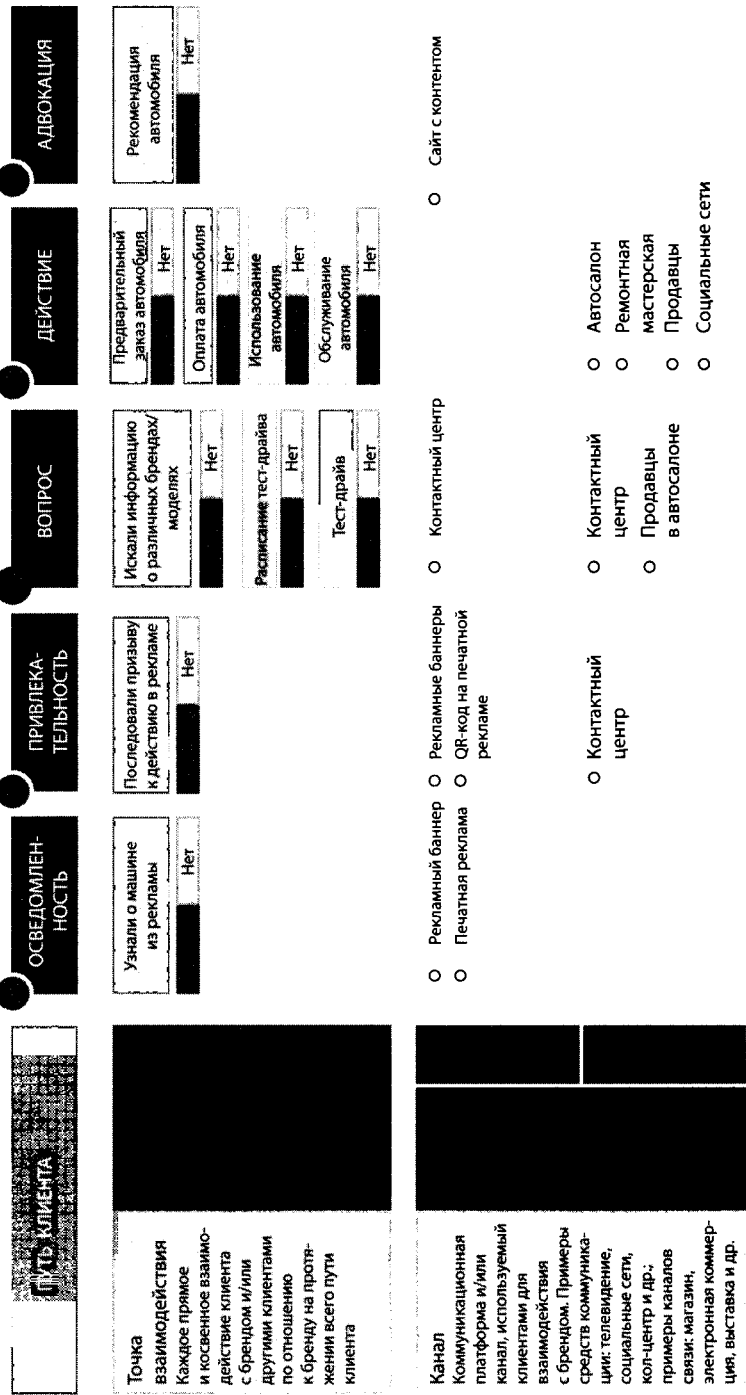 ПУТЬ КЛИЕНТА
ОСВЕДОМЛЕН-
НОСТЬ
ПРИВЛЕКА-
ТЕЛЬНОСТЬ
ВОПРОС
ДЕЙСТВИЕ
АДВОКАЦИЯ
Точка
взаимодействия
Каждое прямое
и косвенное взаимо-
действие клиента
с брендом и/или
другими клиентами
по отношению
к бренду на протя-
жении всего пути
клиента
Узнали о машине
из рекламы
Нет
Последовали призыву
к действию в рекламе
Нет
Искали информацию
о различных брендах/
моделях
Нет
Расписание тест-драйва
Нет
Тест-драйв
Нет
Предварительный
заказ автомобиля
Нет
Оплата автомобиля
Нет
Использование
автомобиля
Нет
Обслуживание
автомобиля
Нет
Рекомендация
автомобиля
Нет
Канал
Коммуникационная
платформа и/или
канал, используемый
клиентами для
взаимодействия
с брендом. Примеры
средств коммуника-
ции: телевидение,
социальные сети,
кол-центр и др.;
примеры каналов
связи: магазин,
электронная коммер-
ция, выставка и др.
○ Рекламный баннер
○ Печатная реклама
○ Рекламные баннеры
○ QR-код на печатной
рекламе
○ Контактный центр
○ Сайт с контентом
○ Контактный
центр
○ Контактный
центр
○ Продавцы
в автосалоне
○ Автосалон
○ Ремонтная
мастерская
○ Продавцы
○ Социальные сети